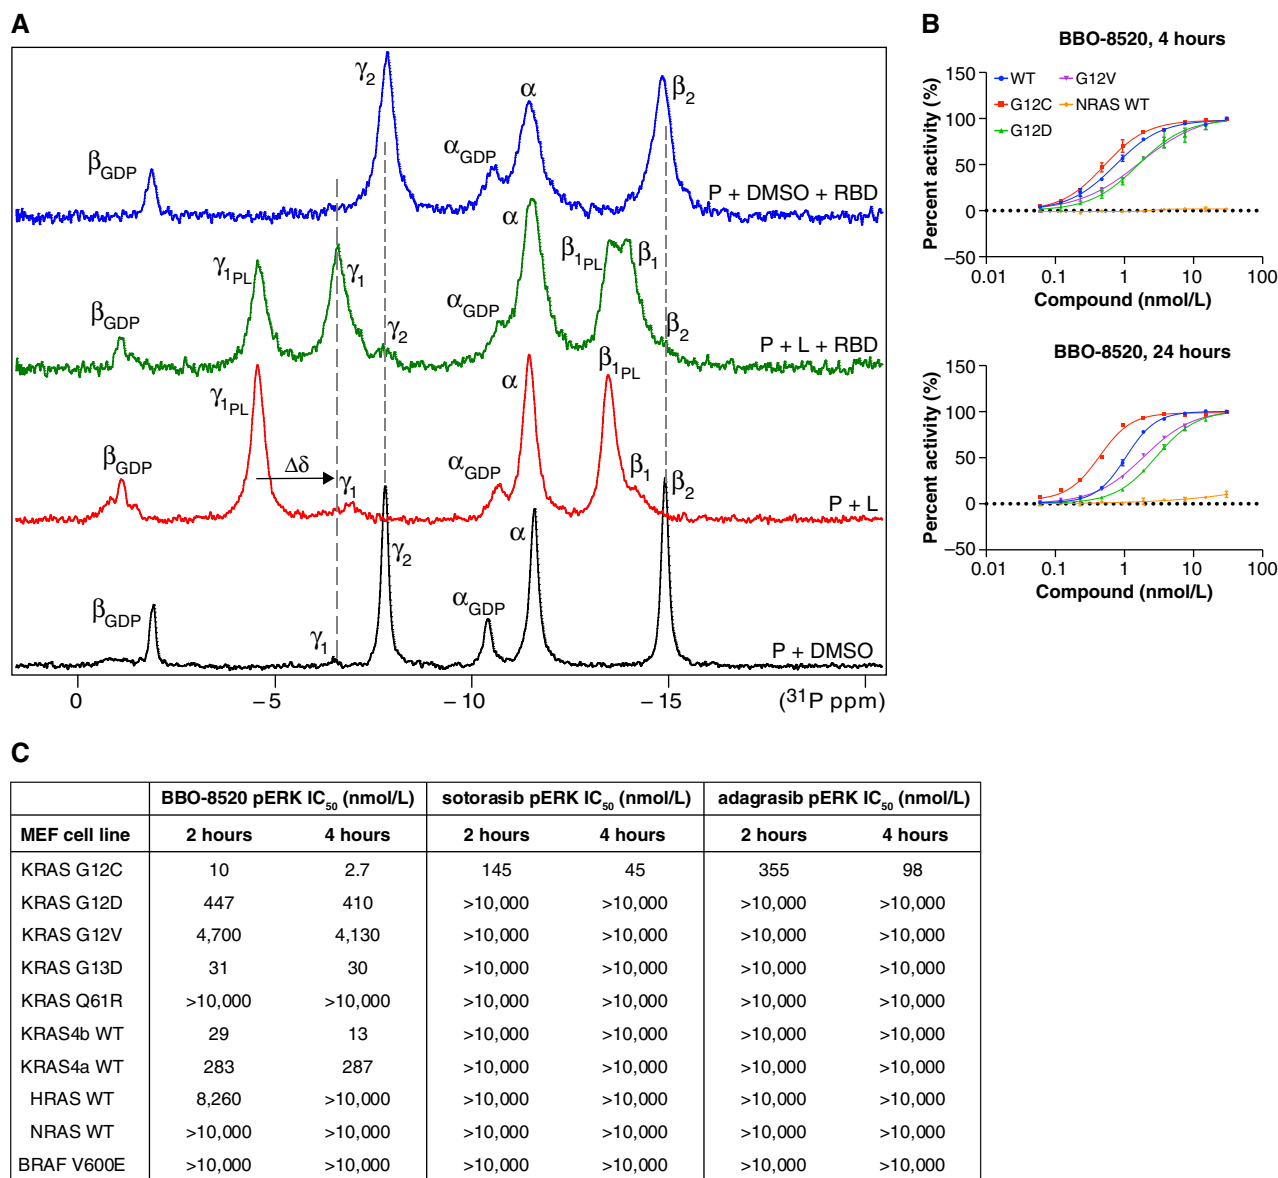 A
γ2 α β2
βGDP αGDP
P + DMSO + RBD
γ1PL γ1 α β1PL β1
βGDP γ2 αGDP β2
P + L + RBD
γ1PL α β1PL
βGDP Δδ γ1 αGDP β1 β2
P + L
γ2 α
βGDP γ1 αGDP
P + DMSO
0 −5 −10 −15 (31P ppm)
B
BBO-8520, 4 hours
WT G12V
G12C NRAS WT
G12D
Percent activity (%)
150
100
50
0
−50
0.01 0.1 1 10 100
Compound (nmol/L)
BBO-8520, 24 hours
Percent activity (%)
150
100
50
0
−50
0.01 0.1 1 10 100
Compound (nmol/L)
C
BBO-8520 pERK IC50 (nmol/L) sotorasib pERK IC50 (nmol/L) adagrasib pERK IC50 (nmol/L)
MEF cell line 2 hours 4 hours 2 hours 4 hours 2 hours 4 hours
KRAS G12C 10 2.7 145 45 355 98
KRAS G12D 447 410 >10,000 >10,000 >10,000 >10,000
KRAS G12V 4,700 4,130 >10,000 >10,000 >10,000 >10,000
KRAS G13D 31 30 >10,000 >10,000 >10,000 >10,000
KRAS Q61R >10,000 >10,000 >10,000 >10,000 >10,000 >10,000
KRAS4b WT 29 13 >10,000 >10,000 >10,000 >10,000
KRAS4a WT 283 287 >10,000 >10,000 >10,000 >10,000
HRAS WT 8,260 >10,000 >10,000 >10,000 >10,000 >10,000
NRAS WT >10,000 >10,000 >10,000 >10,000 >10,000 >10,000
BRAF V600E >10,000 >10,000 >10,000 >10,000 >10,000 >10,000